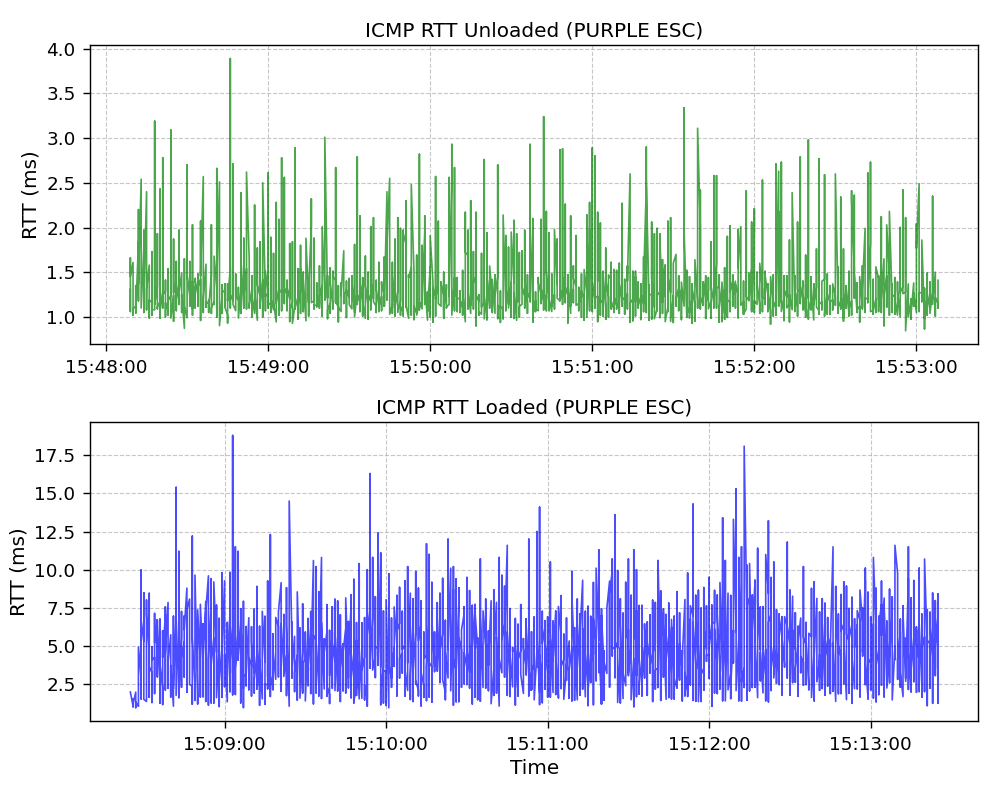 ICMP RTT Unloaded (PURPLE ESC)
4.0
3.5
3.0
2.5
2.0
1.5
1.0
RTT (ms)
15:48:00 15:49:00 15:50:00 15:51:00 15:52:00 15:53:00
ICMP RTT Loaded (PURPLE ESC)
17.5
15.0
12.5
10.0
7.5
5.0
2.5
RTT (ms)
15:09:00 15:10:00 15:11:00 15:12:00 15:13:00
Time